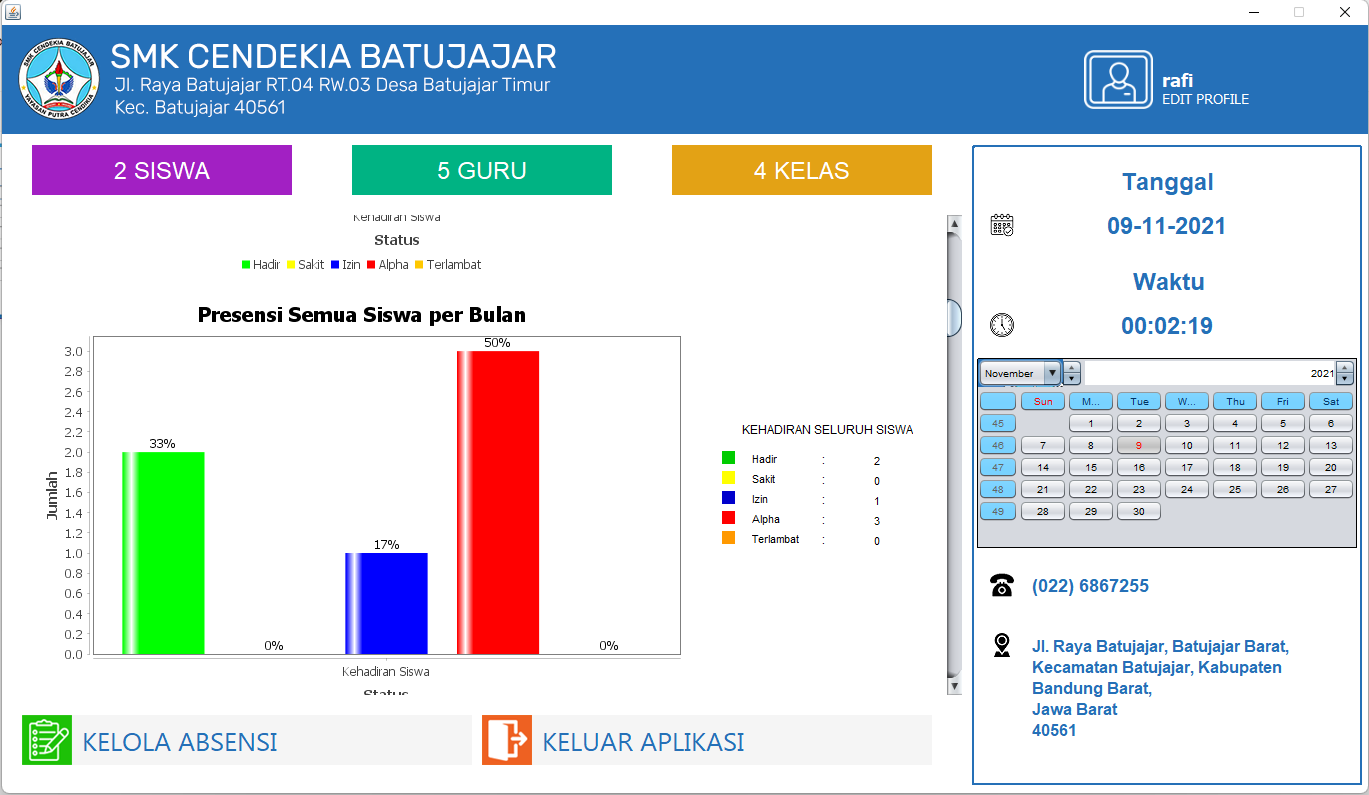 SMK CENDEKIA BATUJAJAR
YAYASAN PUTRA CENDEKIA
SMK CENDEKIA BATUJAJAR
Jl. Raya Batujajar RT.04 RW.03 Desa Batujajar Timur
Kec. Batujajar 40561
rafi
EDIT PROFILE
2 SISWA
5 GURU
4 KELAS
Kehadiran Siswa
Status
Hadir Sakit Izin Alpha Terlambat
Presensi Semua Siswa per Bulan
Jumlah
3.0
2.8
2.6
2.4
2.2
2.0
1.8
1.6
1.4
1.2
1.0
0.8
0.6
0.4
0.2
0.0
33%
0%
17%
50%
0%
Kehadiran Siswa
Status
KEHADIRAN SELURUH SISWA
Hadir : 2
Sakit : 0
Izin : 1
Alpha : 3
Terlambat : 0
KELOLA ABSENSI
KELUAR APLIKASI
Tanggal
09-11-2021
Waktu
00:02:19
November 2021
Sun M... Tue W... Thu Fri Sat
45 1 2 3 4 5 6
46 7 8 9 10 11 12 13
47 14 15 16 17 18 19 20
48 21 22 23 24 25 26 27
49 28 29 30
(022) 6867255
Jl. Raya Batujajar, Batujajar Barat,
Kecamatan Batujajar, Kabupaten
Bandung Barat,
Jawa Barat
40561